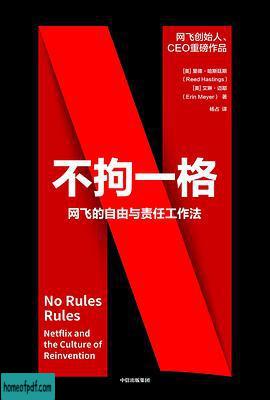 网飞创始人、
CEO重磅作品
[美] 里德·哈斯廷斯
(Reed Hastings)
[美] 艾琳·迈耶
(Erin Meyer) 著
杨占 译
不拘一格
网飞的自由与责任工作法
No Rules
Rules
Netflix and
the Culture of
Reinvention
中信出版集团
homeofpdf.com